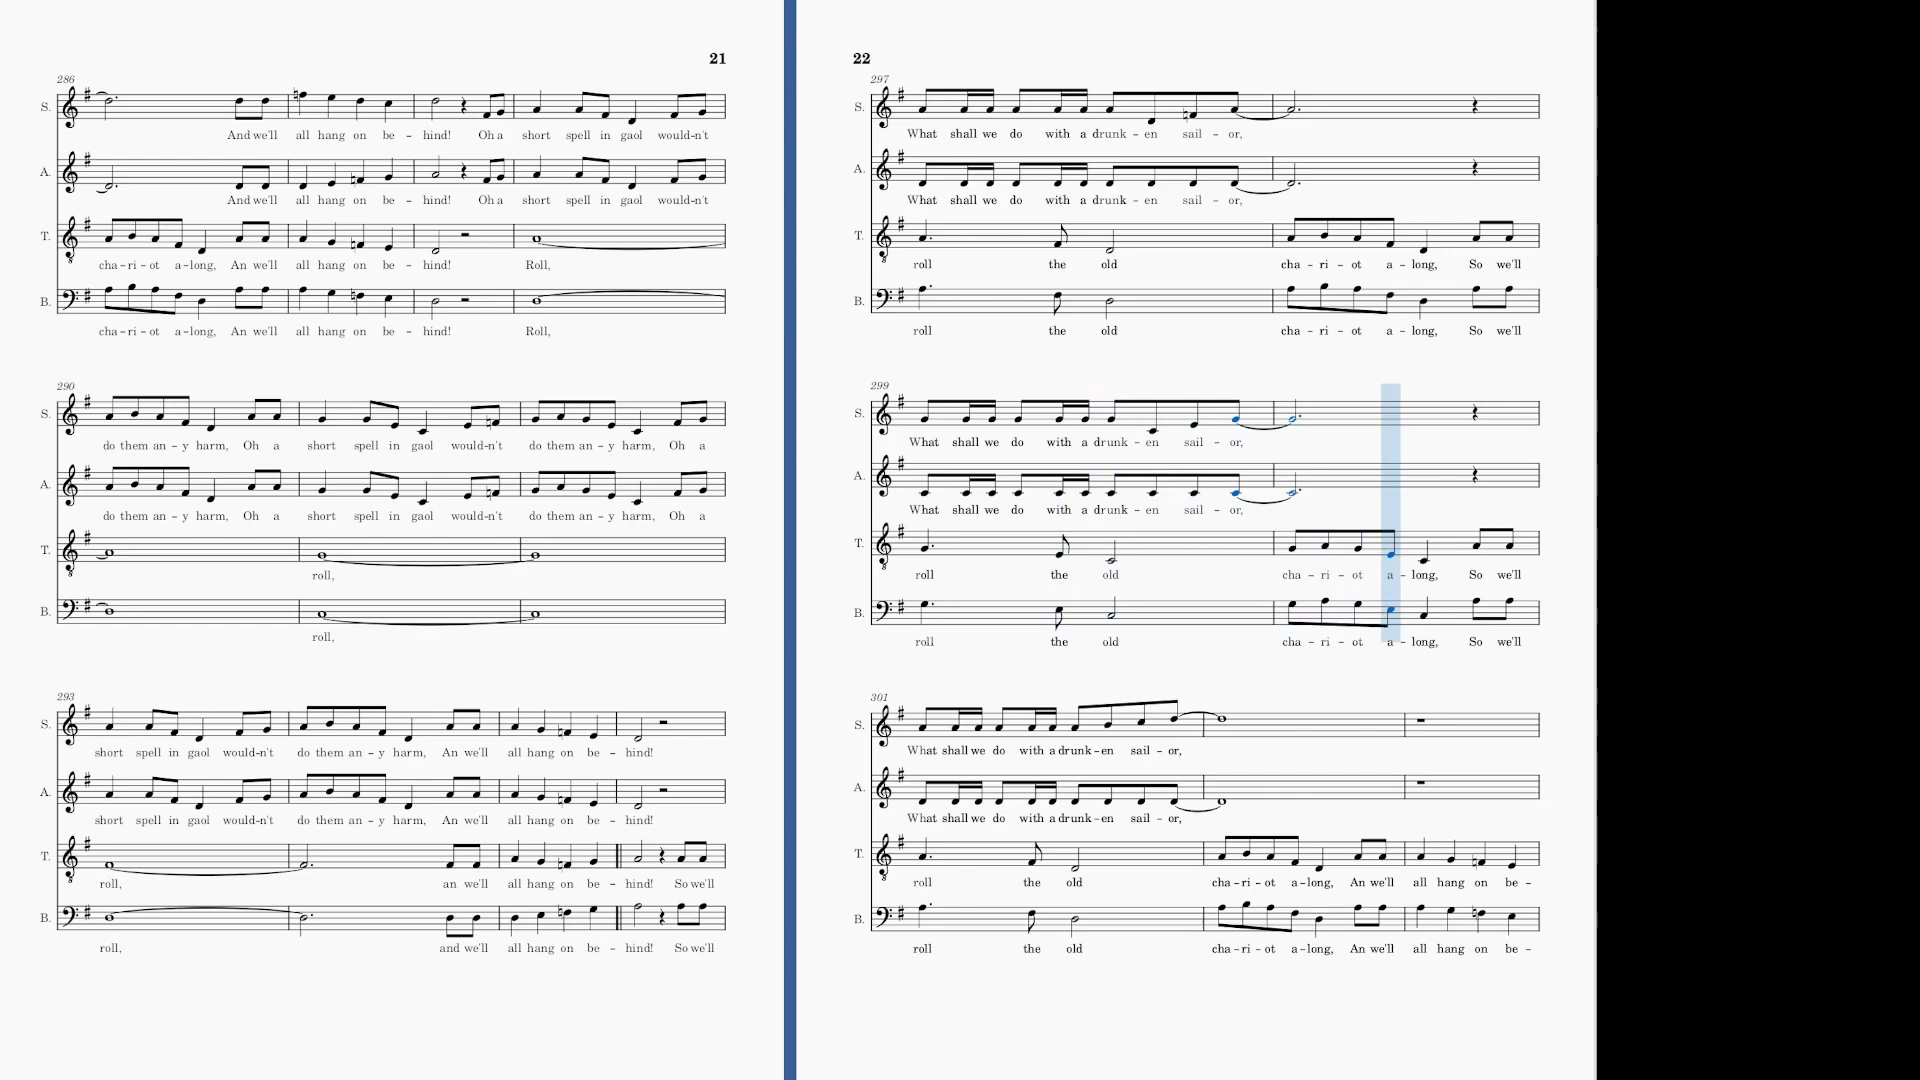 21
286
S.
And we'll all hang on be – hind! Oh a short spell in gaol would-n't
A.
And we'll all hang on be – hind! Oh a short spell in gaol would-n't
T.
cha – ri – ot a – long, An we'll all hang on be – hind! Roll,
B.
cha – ri – ot a – long, An we'll all hang on be – hind! Roll,
290
S.
do them an – y harm, Oh a short spell in gaol would-n't do them an – y harm, Oh a
A.
do them an – y harm, Oh a short spell in gaol would-n't do them an – y harm, Oh a
T.
roll,
B.
roll,
293
S.
short spell in gaol would-n't do them an – y harm, An we'll all hang on be – hind!
A.
short spell in gaol would-n't do them an – y harm, An we'll all hang on be – hind!
T.
roll, an we'll all hang on be – hind! So we'll
B.
roll, and we'll all hang on be – hind! So we'll
22
297
S.
What shall we do with a drunk – en sail – or,
A.
What shall we do with a drunk – en sail – or,
T.
roll the old cha – ri – ot a – long, So we'll
B.
roll the old cha – ri – ot a – long, So we'll
299
S.
What shall we do with a drunk – en sail – or,
A.
What shall we do with a drunk – en sail – or,
T.
roll the old cha – ri – ot a – long, So we'll
B.
roll the old cha – ri – ot a – long, So we'll
301
S.
What shall we do with a drunk – en sail – or,
A.
What shall we do with a drunk – en sail – or,
T.
roll the old cha – ri – ot a – long, An we'll all hang on be –
B.
roll the old cha – ri – ot a – long, An we'll all hang on be –